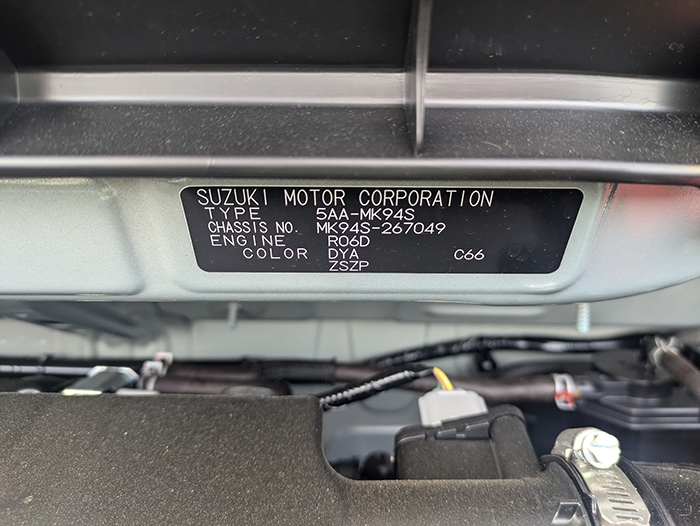 SUZUKI MOTOR CORPORATION
TYPE 5AA-MK94S
CHASSIS NO. MK94S-267049
ENGINE R06D
COLOR DYA C66
ZSZP